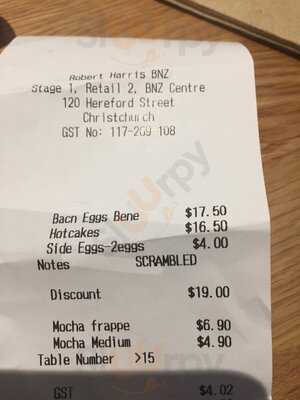 Robert Harris BNZ
Stage 1, Retail 2, BNZ Centre
120 Hereford Street
Christchurch
GST No: 117-269 108
Bacn Eggs Bene $17.50
Hotcakes $16.50
Side Eggs-2eggs $4.00
Notes SCRAMBLED
Discount $19.00
Mocha frappe $6.90
Mocha Medium $4.90
Table Number >15
GST $4.02